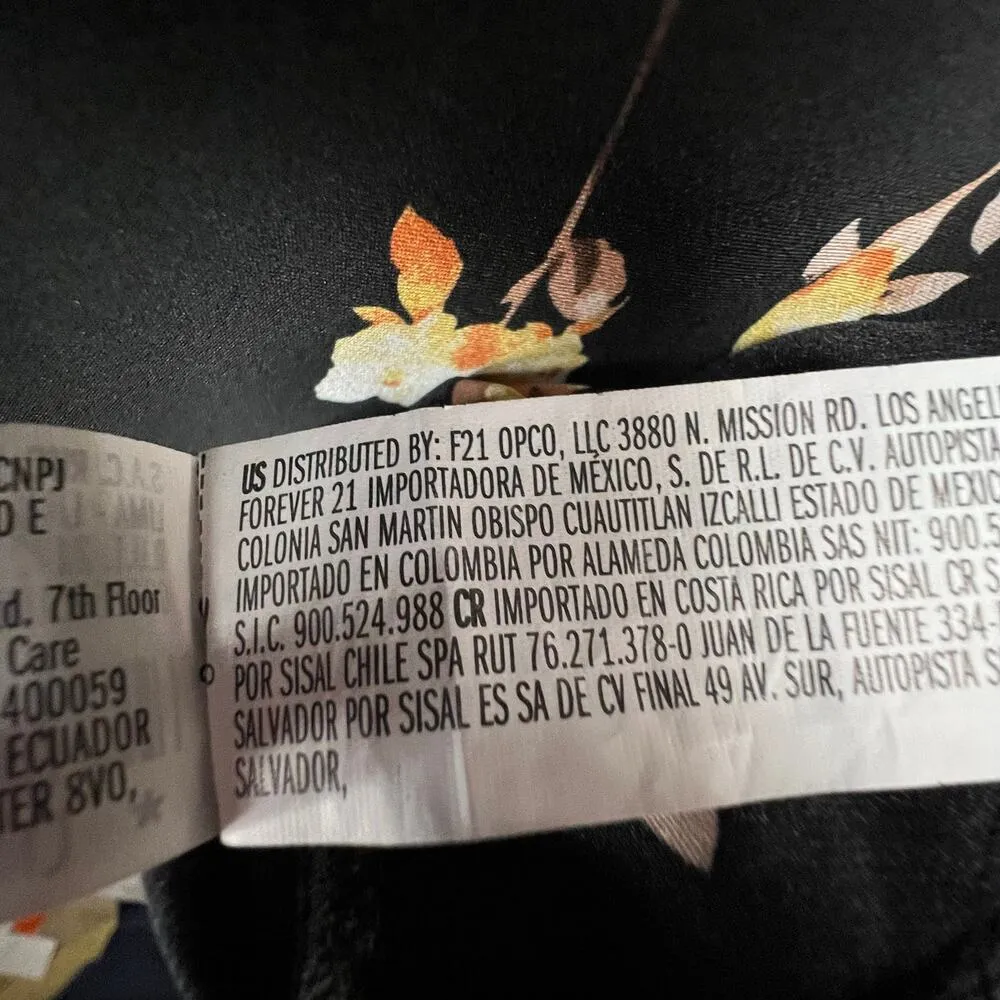 CNPJ
D E
d. 7th Floor
Care
400059
ECUADOR
TER 8V0,
US DISTRIBUTED BY: F21 OPCO, LLC 3880 N. MISSION RD. LOS ANGEL
FOREVER 21 IMPORTADORA DE MÉXICO, S. DE R.L. DE C.V. AUTOPISTA
COLONIA SAN MARTIN OBISPO CUAUTITLAN IZCALLI ESTADO DE MEXIC
IMPORTADO EN COLOMBIA POR ALAMEDA COLOMBIA SAS NIT: 900.5
S.I.C. 900.524.988 CR IMPORTADO EN COSTA RICA POR SISAL CR S
POR SISAL CHILE SPA RUT 76.271.378-0 JUAN DE LA FUENTE 334-
SALVADOR POR SISAL ES SA DE CV FINAL 49 AV. SUR, AUTOPISTA S
SALVADOR,